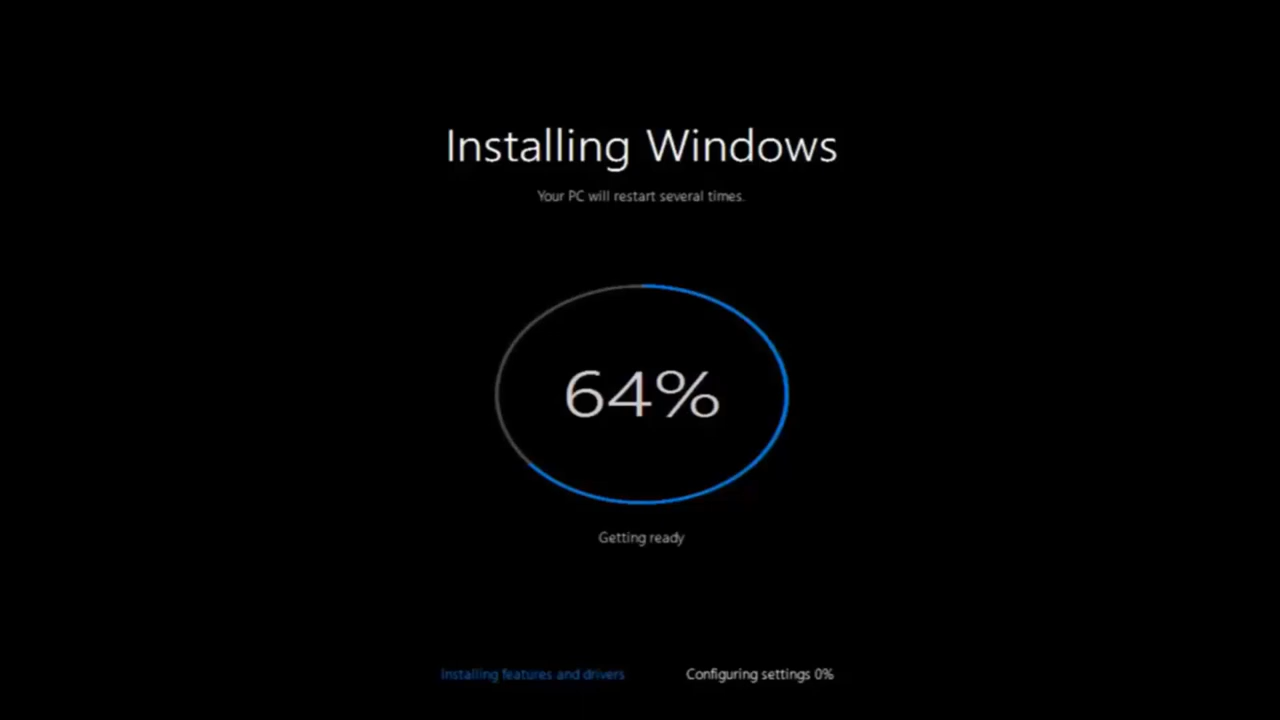 Installing Windows
Your PC will restart several times.
64%
Getting ready
Installing features and drivers
Configuring settings 0%